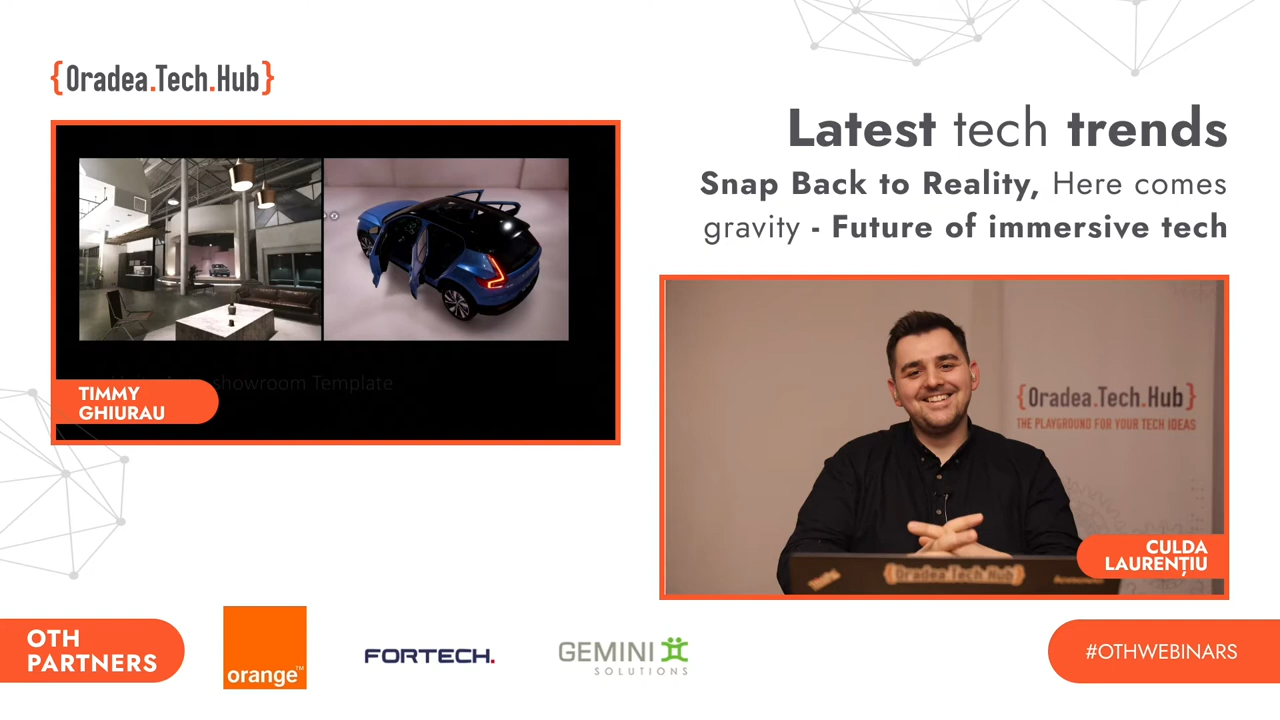 {Oradea.Tech.Hub}
Latest tech trends
Snap Back to Reality, Here comes
gravity - Future of immersive tech
showroom Template
TIMMY
GHIURAU
{Oradea.Tech.Hub}
THE PLAYGROUND FOR YOUR TECH IDEAS
{Oradea.Tech.Hub}
CULDA
LAURENȚIU
OTH
PARTNERS
orange™
FORTECH.
GEMINI
SOLUTIONS
#OTHWEBINARS